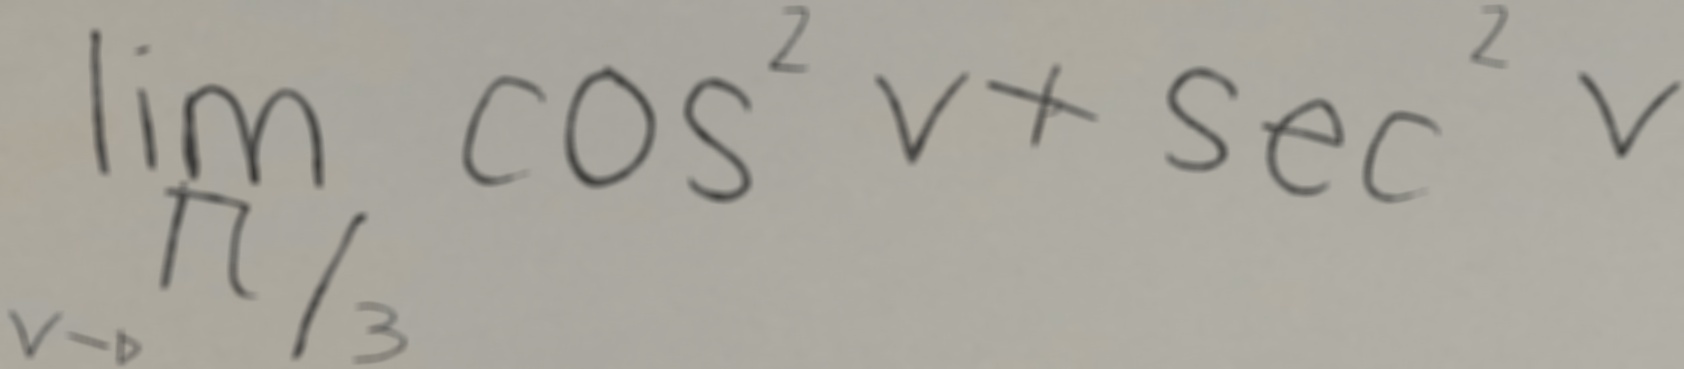 lim cos² v + sec² v
v→ π/3